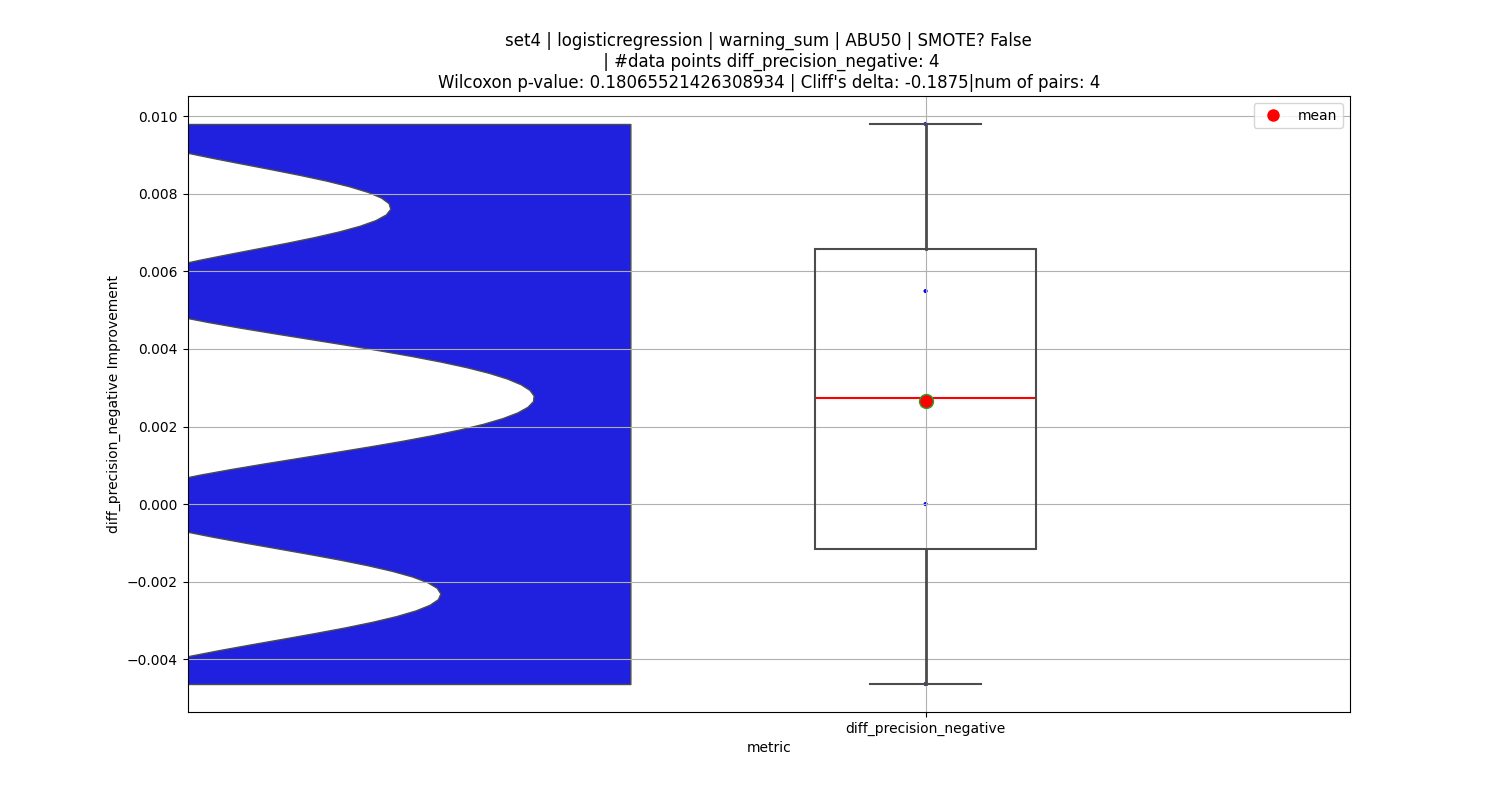 set4 | logisticregression | warning_sum | ABU50 | SMOTE? False
| #data points diff_precision_negative: 4
Wilcoxon p-value: 0.18065521426308934 | Cliff's delta: -0.1875|num of pairs: 4
mean
0.010
0.008
0.006
0.004
0.002
0.000
−0.002
−0.004
diff_precision_negative Improvement
diff_precision_negative
metric